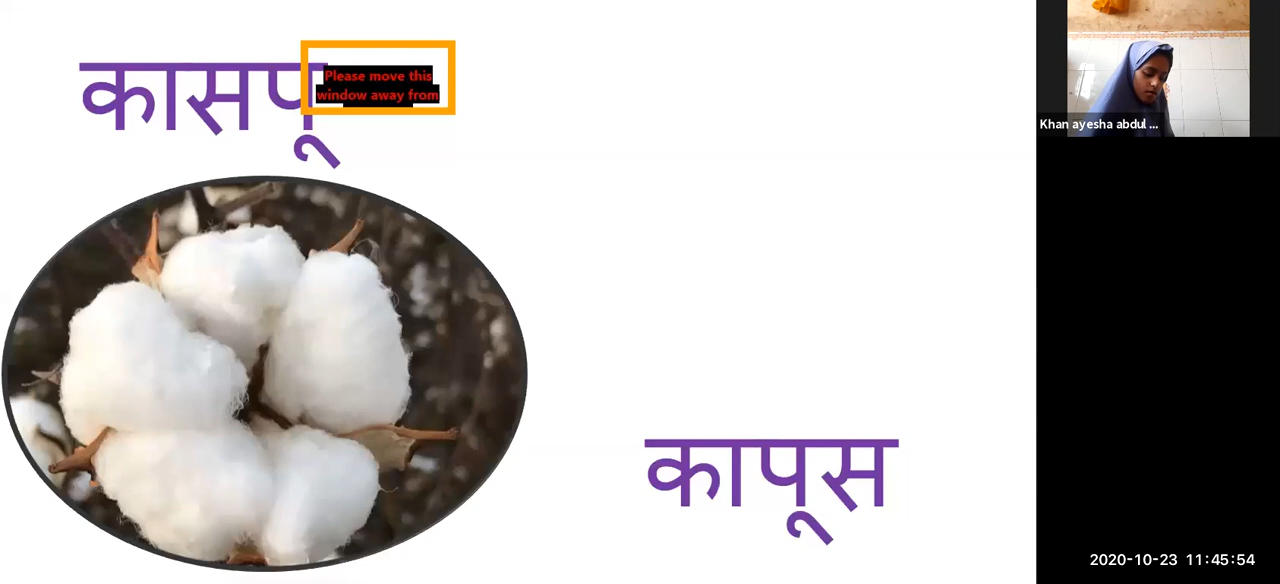 कासपू
Please move this
window away from
Khan ayesha abdul ...
कापूस
2020-10-23 11:45:54